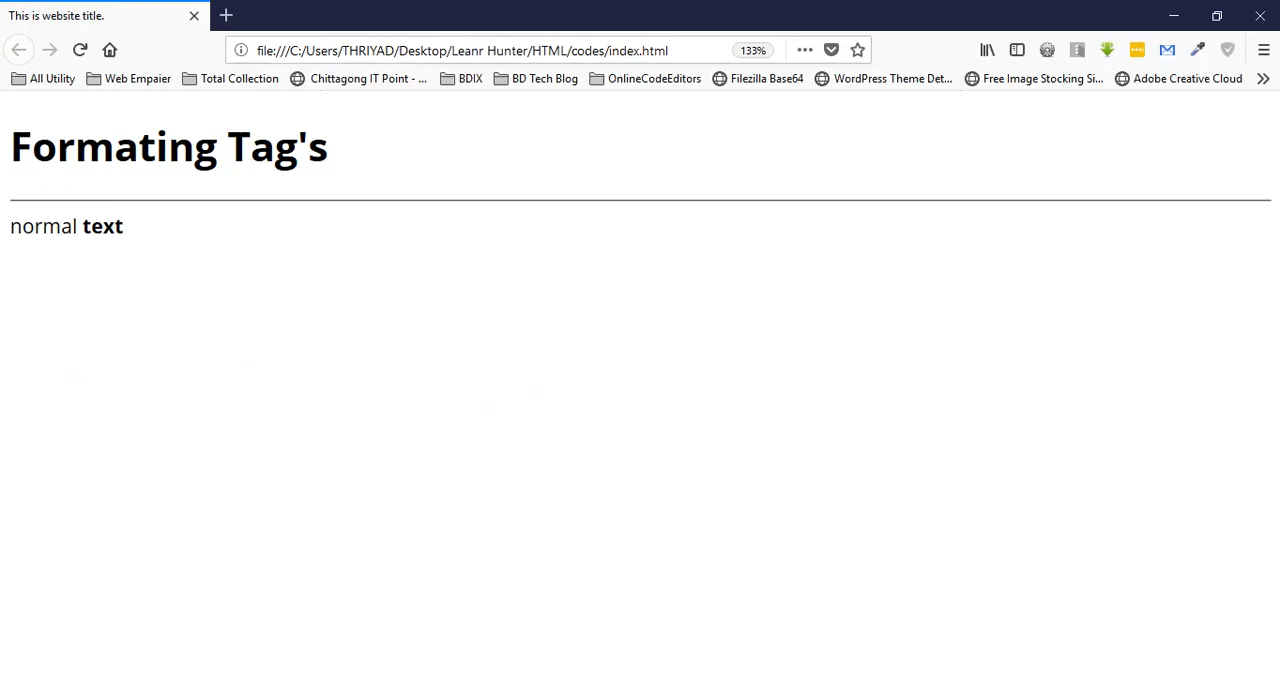 This is website title.
file:///C:/Users/THRIYAD/Desktop/Leanr Hunter/HTML/codes/index.html 133%
All Utility Web Empaier Total Collection Chittagong IT Point - ... BDIX BD Tech Blog OnlineCodeEditors Filezilla Base64 WordPress Theme Det... Free Image Stocking Si... Adobe Creative Cloud
Formating Tag's
normal text